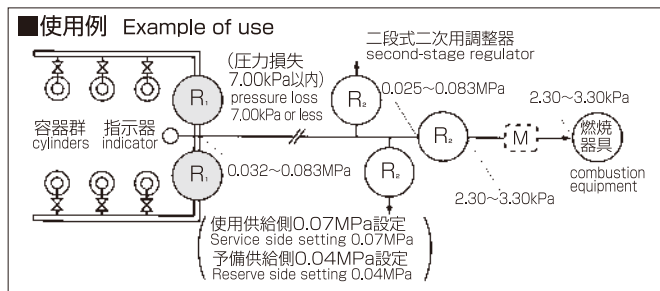 ■使用例 Example of use
(圧力損失
7.00kPa以内)
pressure loss
7.00kPa or less
二段式二次用調整器
second-stage regulator
0.025～0.083MPa
2.30～3.30kPa
R₁
R₂
容器群
cylinders
指示器
indicator
R₂
M
燃焼
器具
combustion
equipment
R₁
0.032～0.083MPa
R₂
2.30～3.30kPa
使用供給側0.07MPa設定
Service side setting 0.07MPa
予備供給側0.04MPa設定
Reserve side setting 0.04MPa